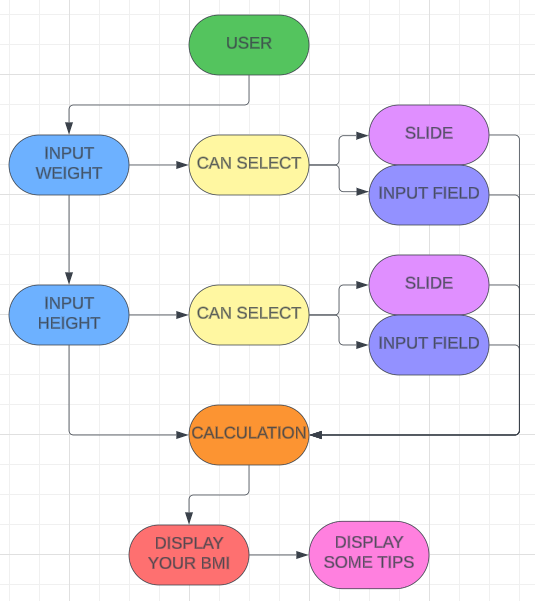 USER
INPUT
WEIGHT
CAN SELECT
SLIDE
INPUT FIELD
INPUT
HEIGHT
CAN SELECT
SLIDE
INPUT FIELD
CALCULATION
DISPLAY
YOUR BMI
DISPLAY
SOME TIPS